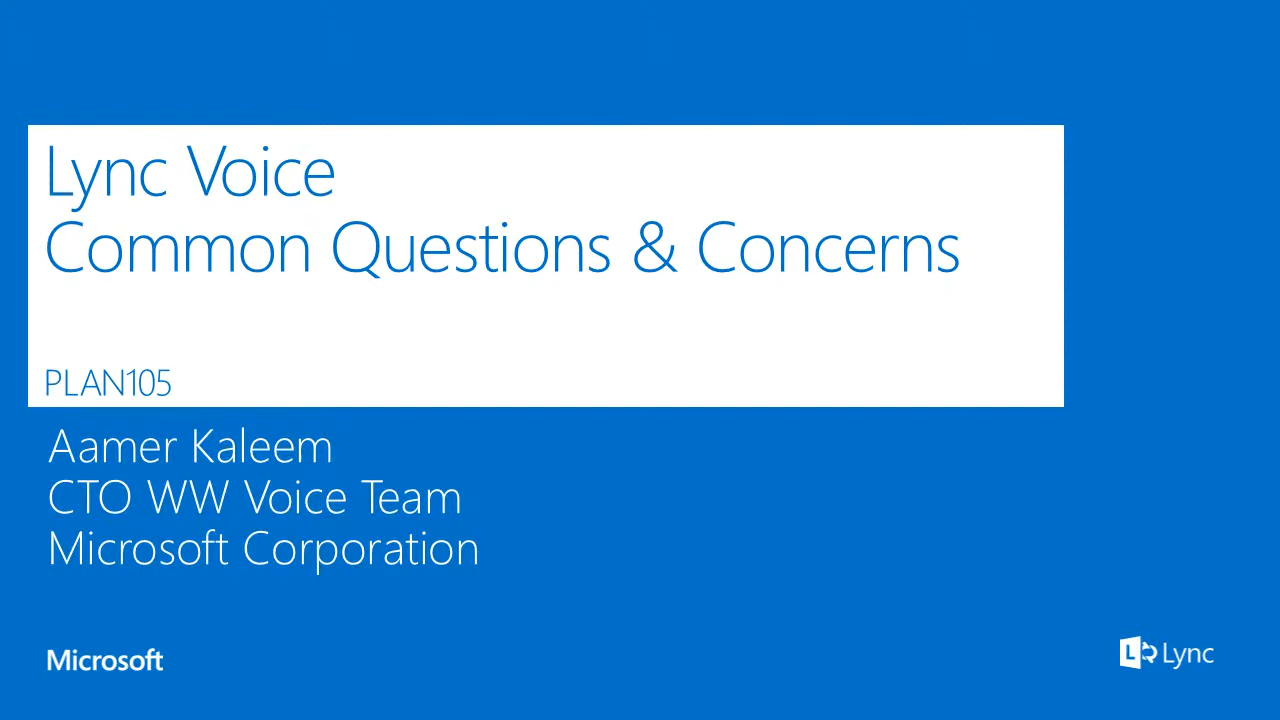 Lync Voice
Common Questions & Concerns
PLAN105
Aamer Kaleem
CTO WW Voice Team
Microsoft Corporation
Microsoft
Lync